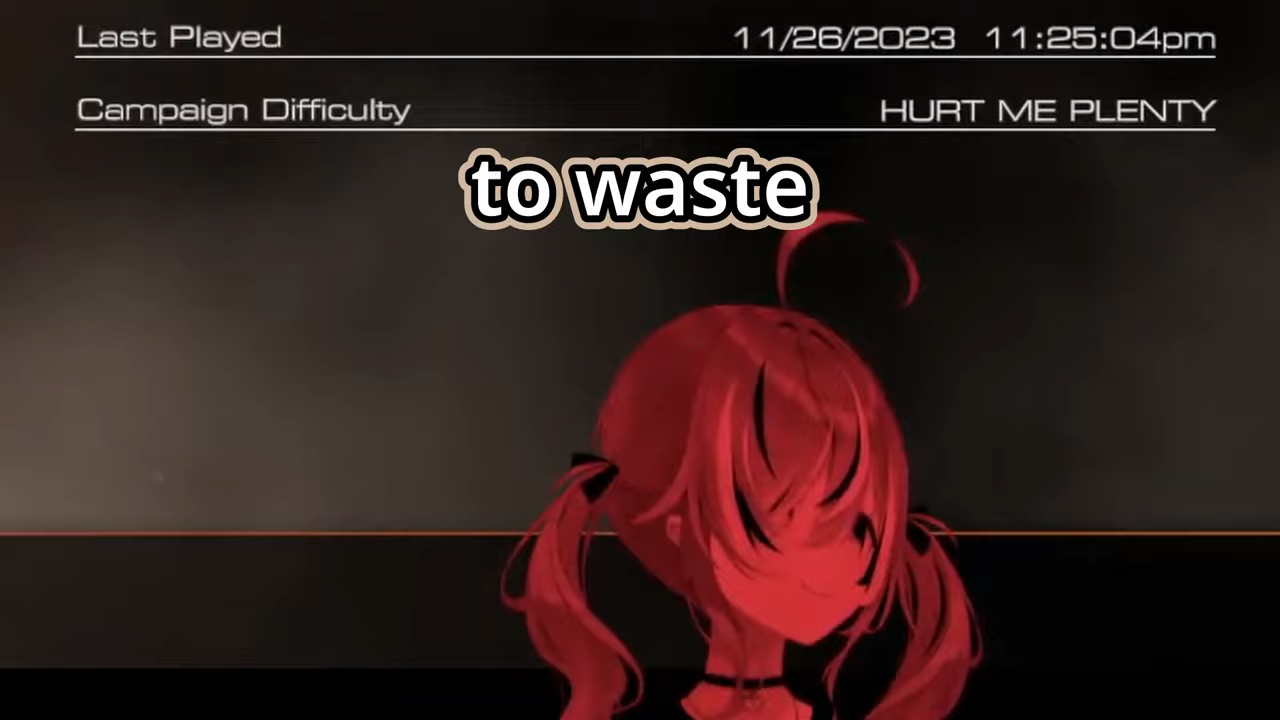 Last Played 11/26/2023 11:25:04pm
Campaign Difficulty HURT ME PLENTY
to waste